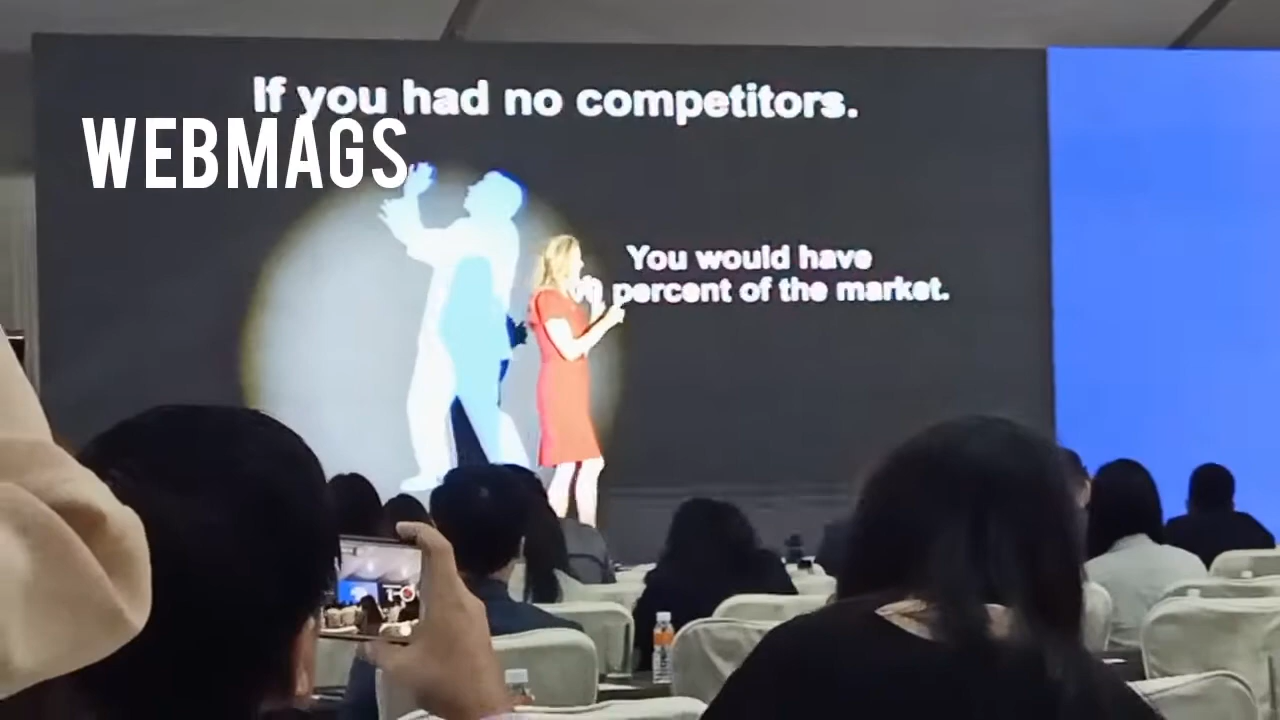 If you had no competitors.
WEBMAGS
You would have
percent of the market.